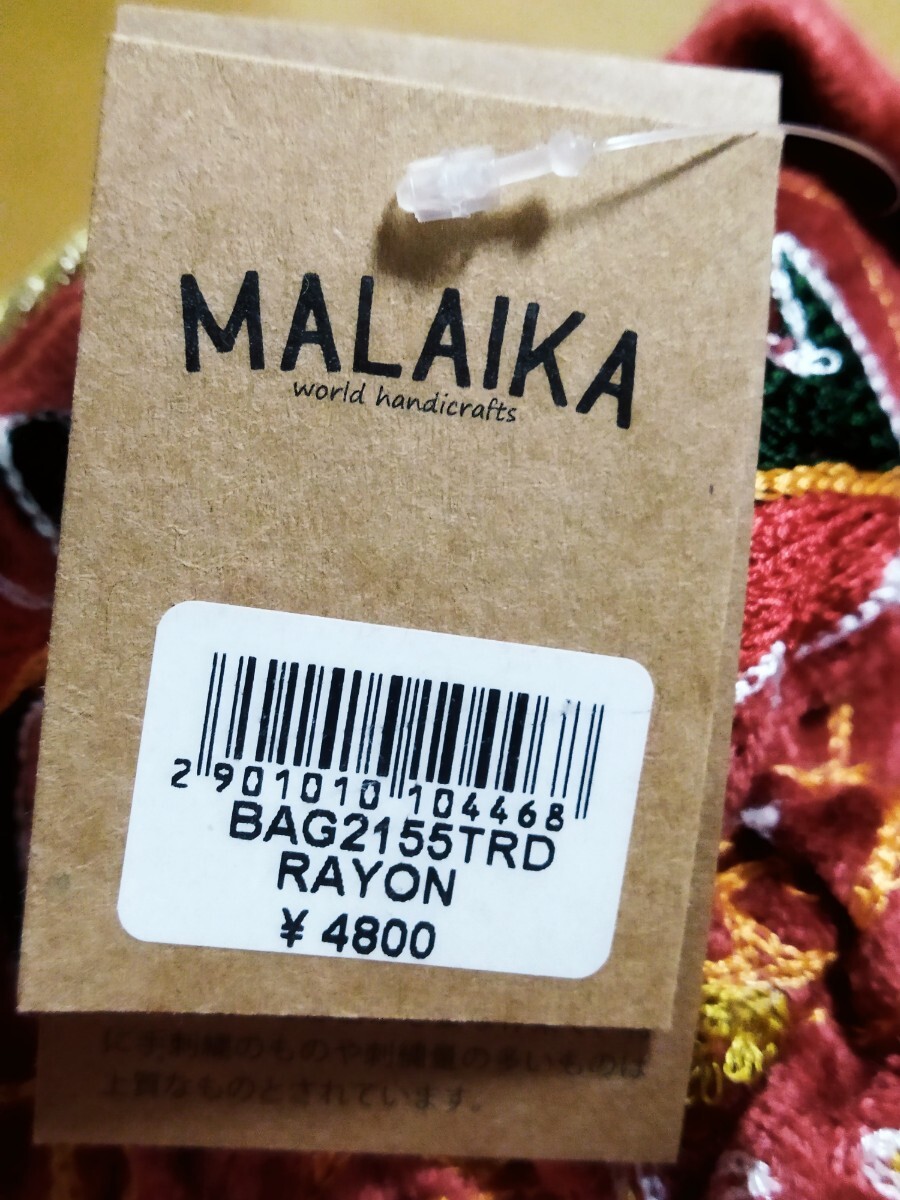 MALAIKA
world handicrafts
2 901010 104468
BAG2155TRD
RAYON
¥ 4800
に手刺繍のものや刺繍量の多いものは
上質なものとされています。